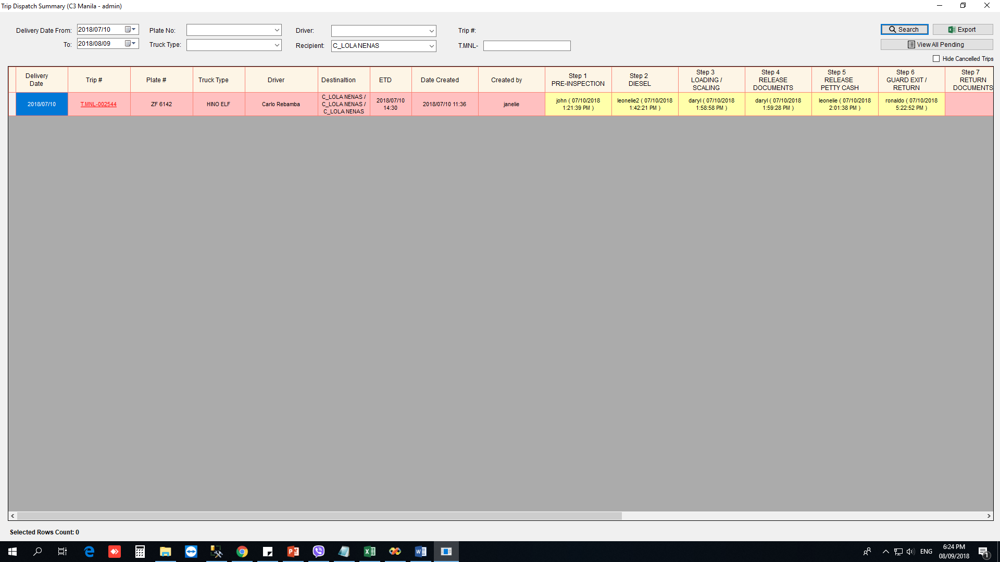 Trip Dispatch Summary (C3 Manila - admin)
Delivery Date From: 2018/07/10 Plate No: Driver: Trip #: Search Export
To: 2018/08/09 Truck Type: Recipient: C_LOLA NENAS T.MNL- View All Pending
Hide Cancelled Trips
Delivery Date
Trip #
Plate #
Truck Type
Driver
Destinaltion
ETD
Date Created
Created by
Step 1
PRE-INSPECTION
Step 2
DIESEL
Step 3
LOADING /
SCALING
Step 4
RELEASE
DOCUMENTS
Step 5
RELEASE
PETTY CASH
Step 6
GUARD EXIT /
RETURN
Step 7
RETURN
DOCUMENTS
2018/07/10
T.MNL-002544
ZF 6142
HINO ELF
Carlo Rebamba
C_LOLA NENAS /
C_LOLA NENAS /
C_LOLA NENAS
2018/07/10
14:30
2018/07/10 11:36
janelie
john ( 07/10/2018
1:21:39 PM )
leonelie2 ( 07/10/2018
1:42:21 PM )
daryl ( 07/10/2018
1:58:58 PM )
daryl ( 07/10/2018
1:59:28 PM )
leonelie ( 07/10/2018
2:01:38 PM )
ronaldo ( 07/10/2018
5:22:52 PM )
Selected Rows Count: 0
ENG
6:24 PM
08/09/2018
1